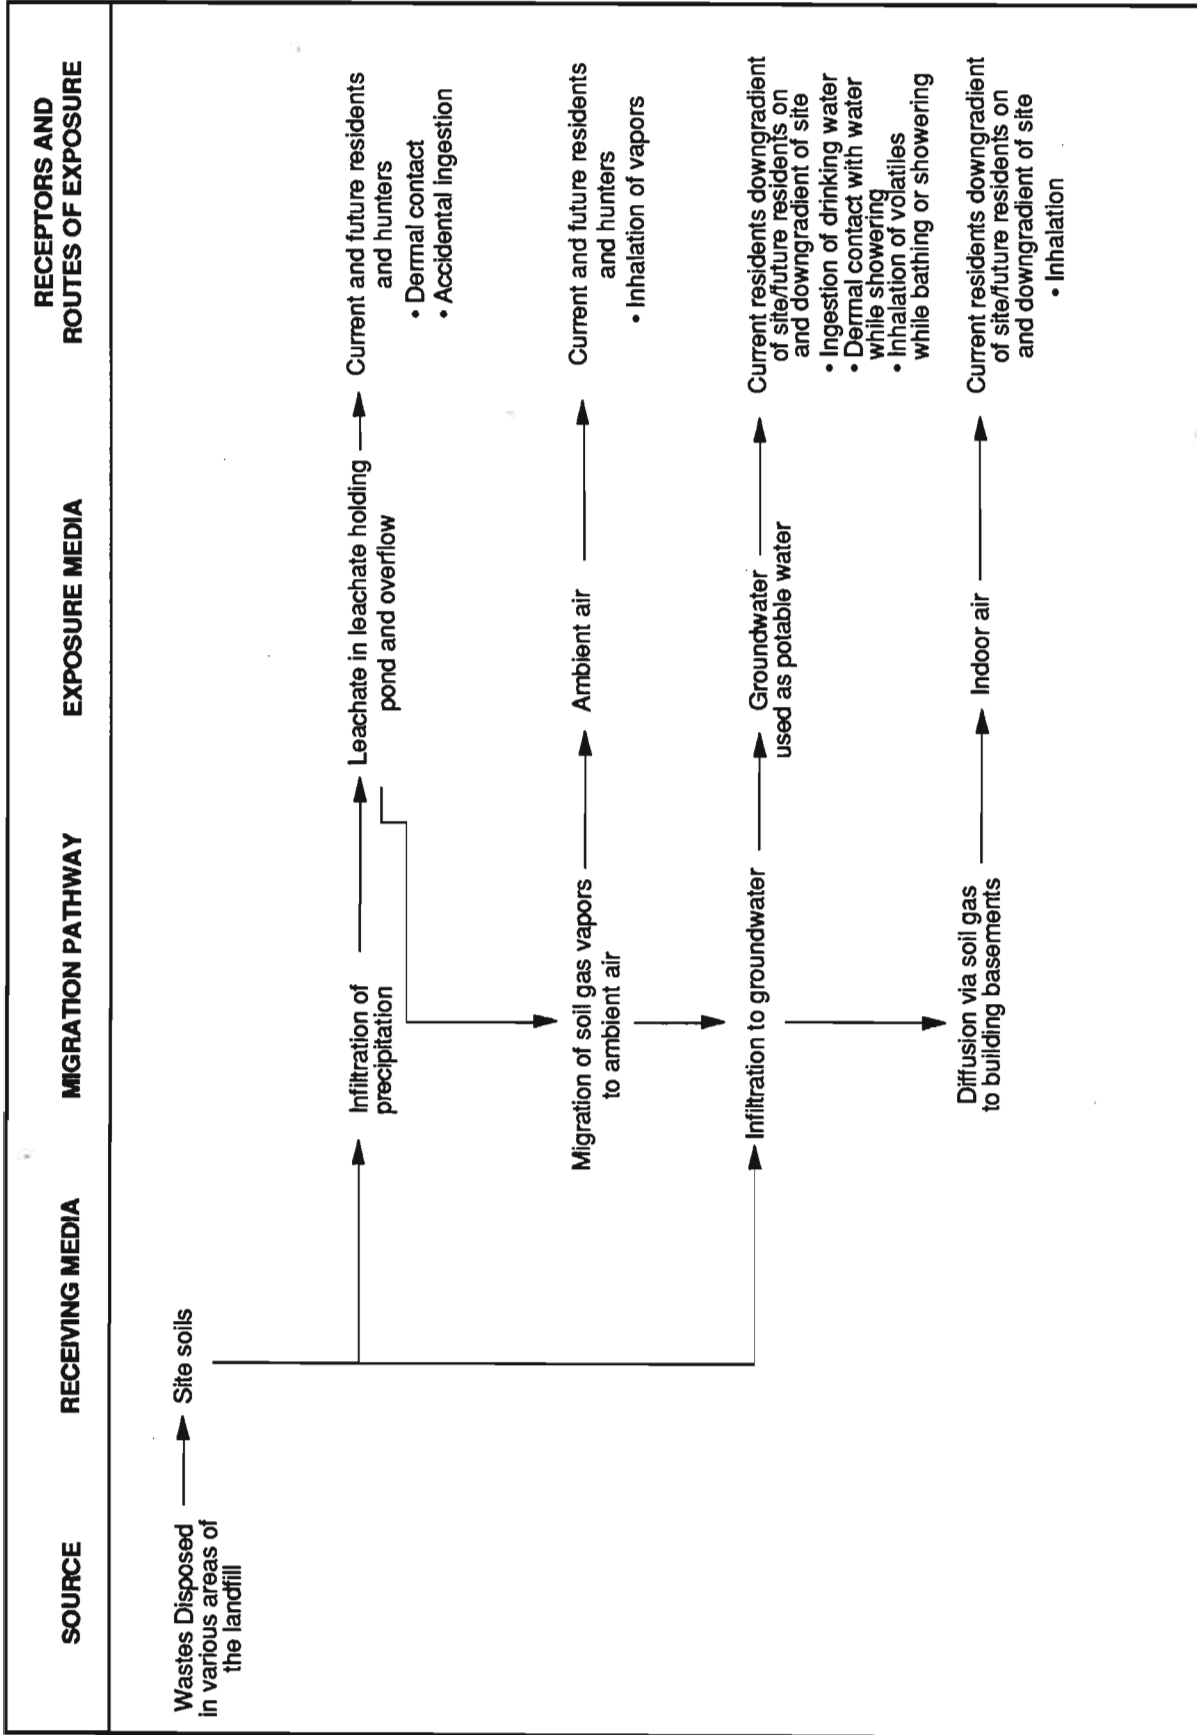 SOURCE
RECEIVING MEDIA
MIGRATION PATHWAY
EXPOSURE MEDIA
RECEPTORS AND
ROUTES OF EXPOSURE
Wastes Disposed
in various areas of
the landfill
Site soils
Infiltration of
precipitation
Leachate in leachate holding
pond and overflow
Current and future residents
and hunters
• Dermal contact
• Accidental ingestion
Migration of soil gas vapors
to ambient air
Ambient air
Current and future residents
and hunters
• Inhalation of vapors
Infiltration to groundwater
Groundwater
used as potable water
Current residents downgradient
of site/future residents on
and downgradient of site
• Ingestion of drinking water
• Dermal contact with water
while showering
• Inhalation of volatiles
while bathing or showering
Diffusion via soil gas
to building basements
Indoor air
Current residents downgradient
of site/future residents on
and downgradient of site
• Inhalation